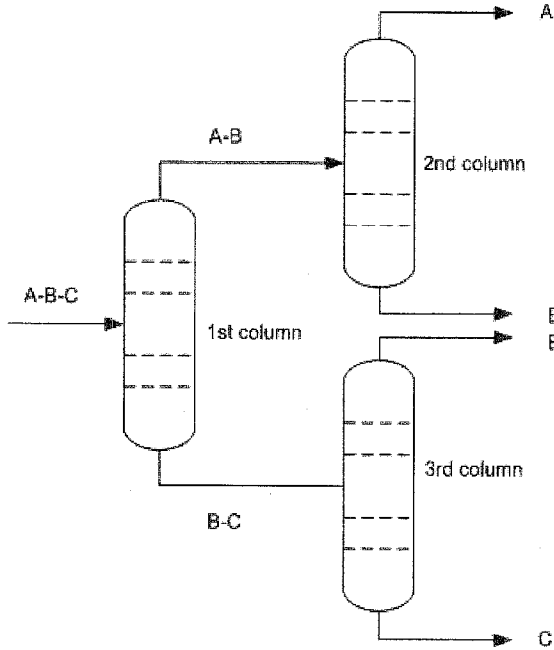 A
A-B
2nd column
A-B-C
B
B
1st column
3rd column
B-C
C